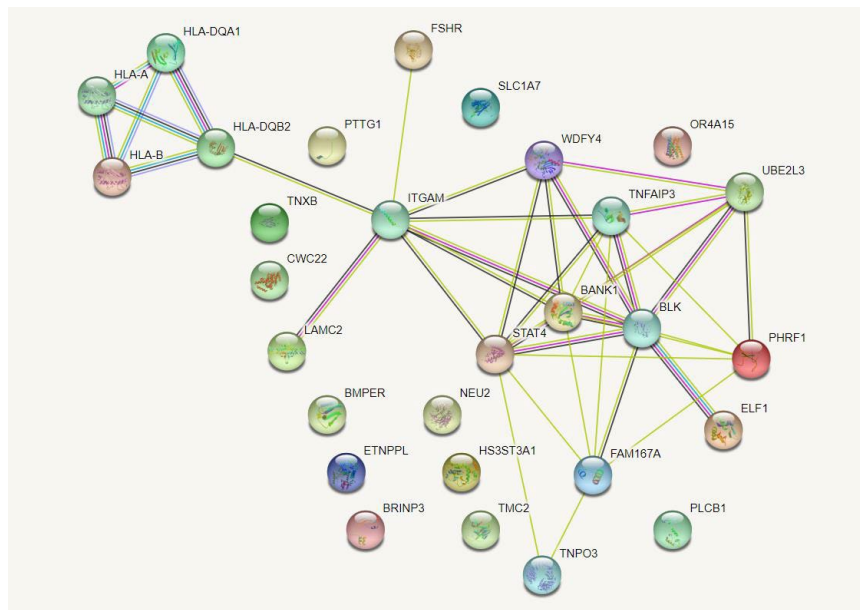 HLA-DQA1
FSHR
HLA-A
SLC1A7
HLA-DQB2
PTTG1
OR4A15
WDFY4
HLA-B
UBE2L3
TNXB
ITGAM
TNFAIP3
CWC22
BANK1
BLK
LAMC2
STAT4
PHRF1
BMPER
NEU2
ELF1
ETNPPL
HS3ST3A1
FAM167A
BRINP3
TMC2
PLCB1
TNPO3